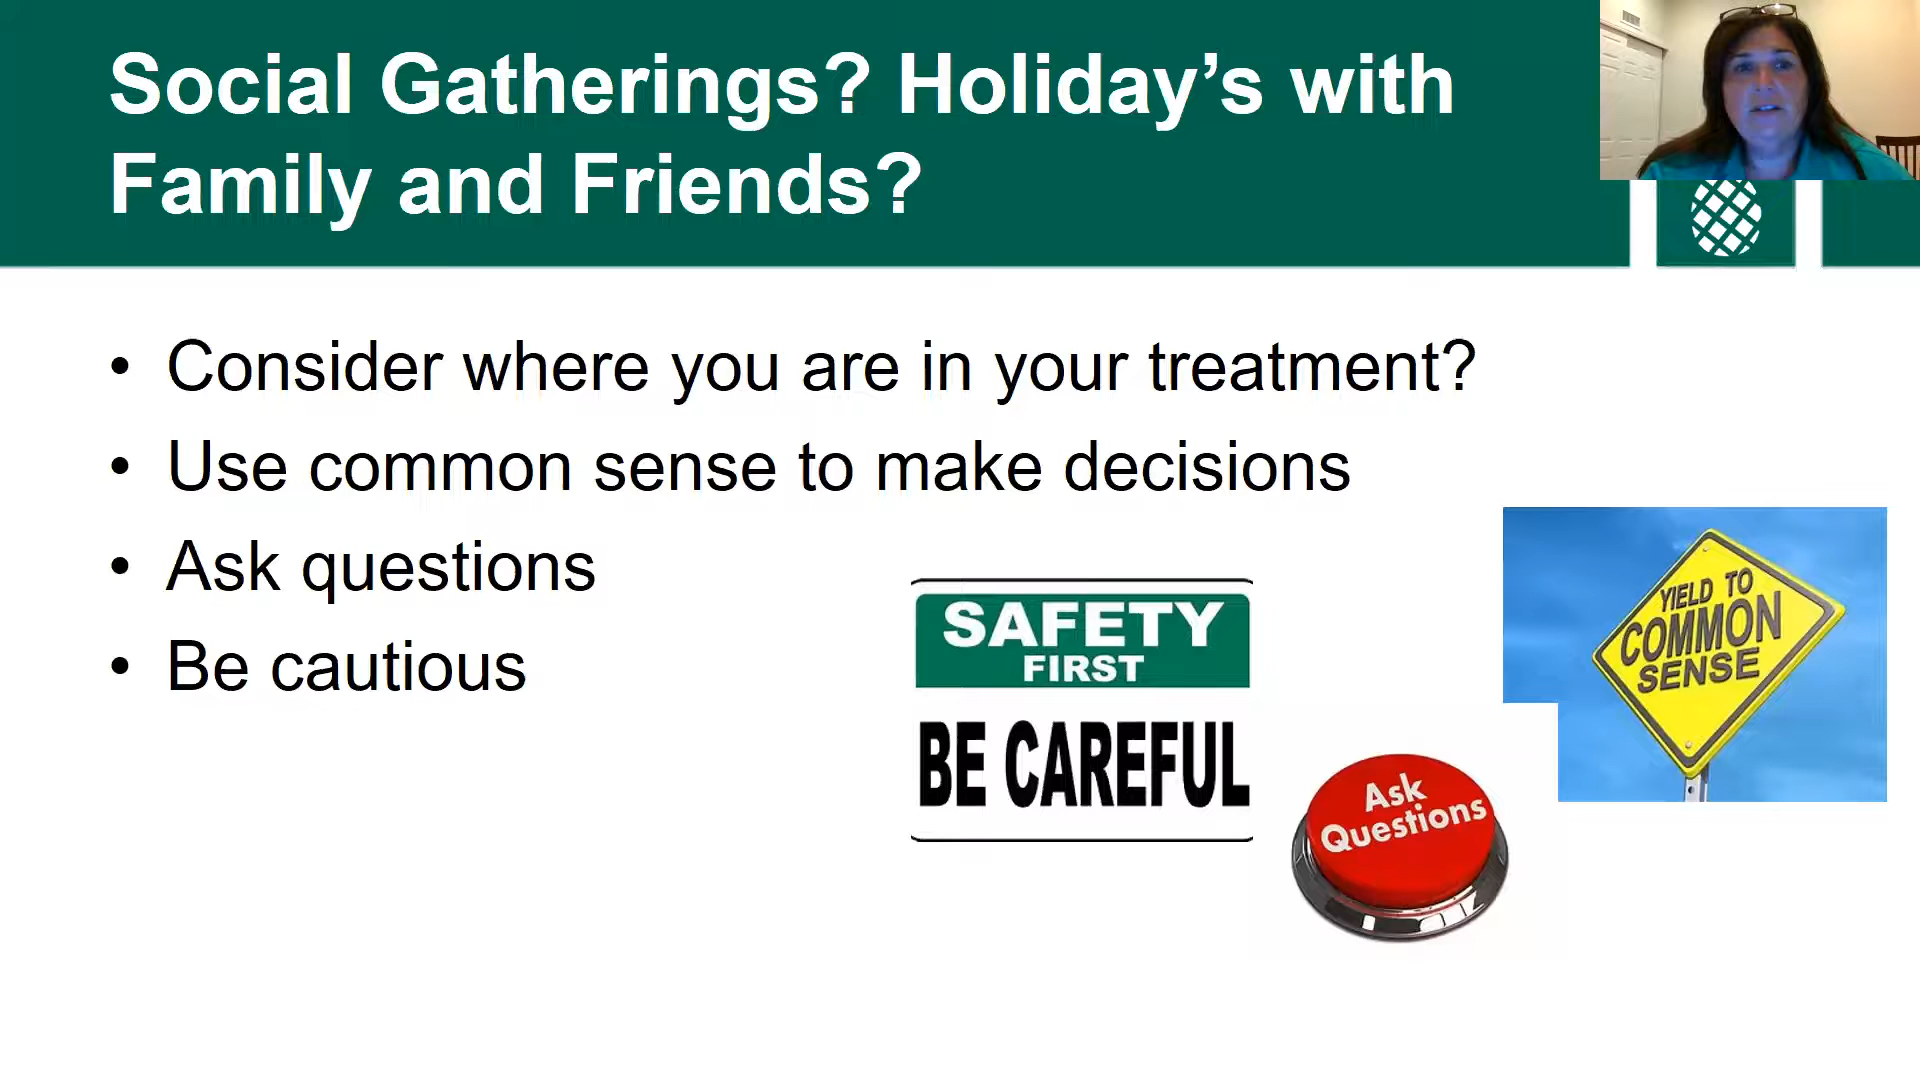 Social Gatherings? Holiday’s with
Family and Friends?
• Consider where you are in your treatment?
• Use common sense to make decisions
• Ask questions
• Be cautious
SAFETY
FIRST
BE CAREFUL
Ask
Questions
YIELD TO
COMMON
SENSE